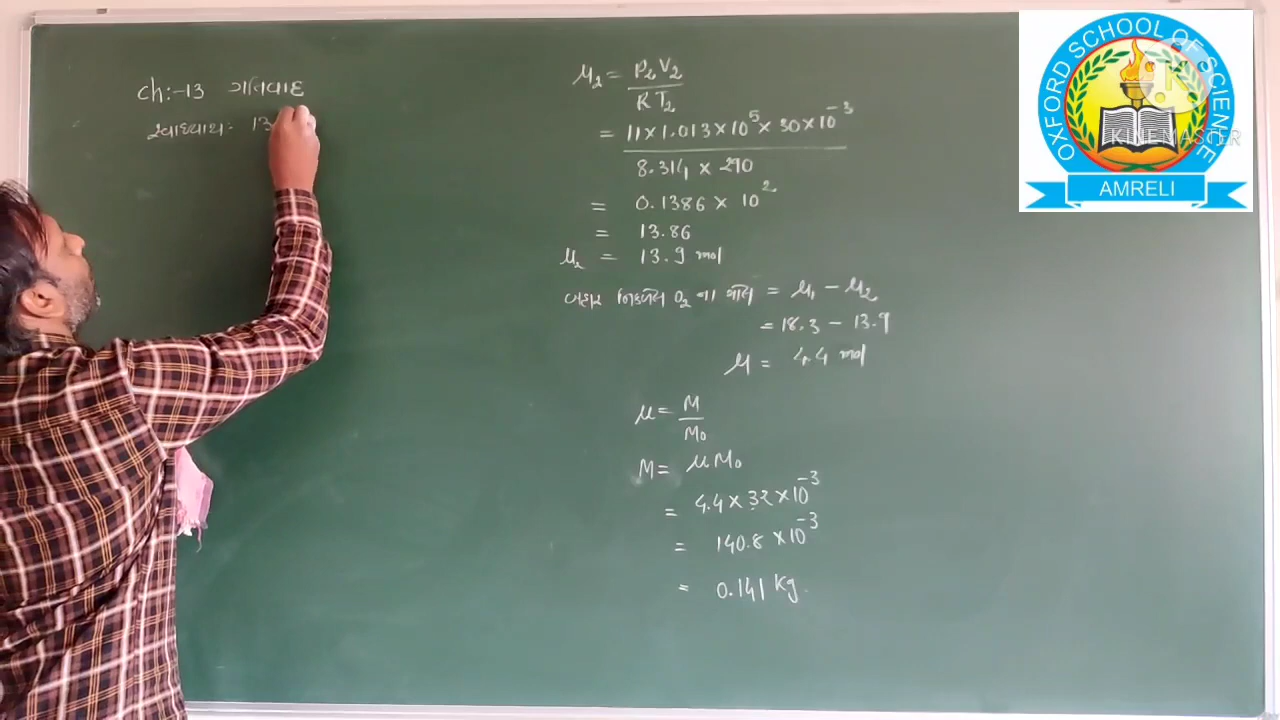 Ch:-13 ગતિવાદ
સ્વાધ્યાય: 13
μ₂ = P₂V₂ / RT₂
= 11×1.013×10⁵×30×10⁻³ / 8.314 × 290
= 0.1386 × 10²
= 13.86
μ₂ = 13.9 mol
બહાર નિકળેલ O₂ ના મોલ = μ₁ - μ₂
= 18.3 - 13.9
μ = 4.4 mol
μ = M / M₀
M = μM₀
= 4.4×32×10⁻³
= 140.8 ×10⁻³
= 0.141 Kg.
OXFORD SCHOOL OF SCIENCE
KINEMASTER
AMRELI